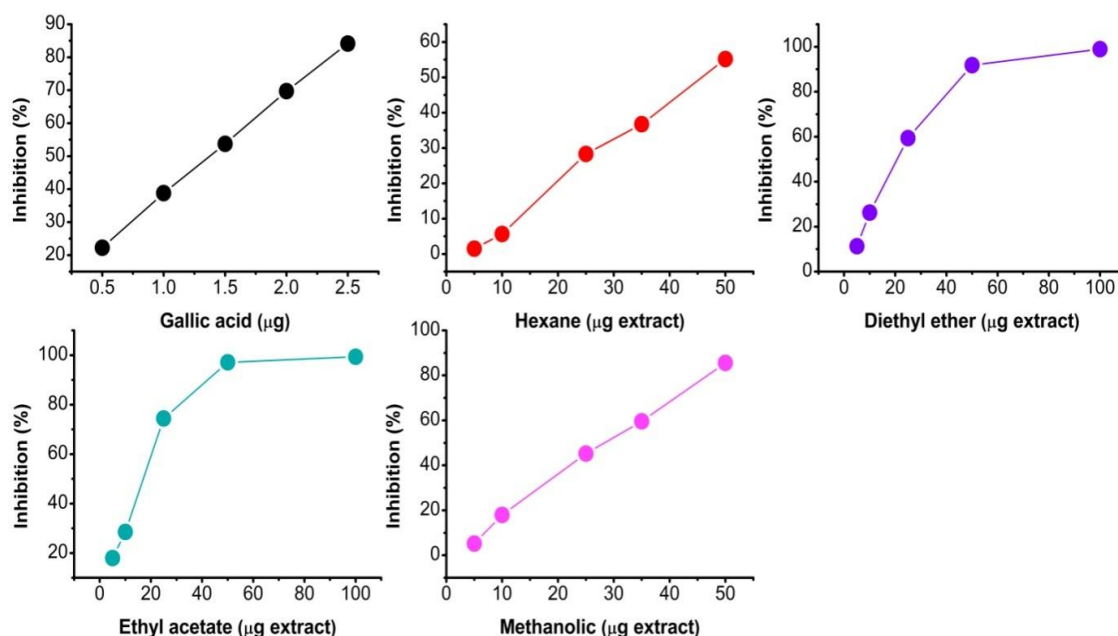 90
80
70
60
50
40
30
20
Inhibition (%)
0.5 1.0 1.5 2.0 2.5
Gallic acid (μg)
60
50
40
30
20
10
0
Inhibition (%)
0 10 20 30 40 50
Hexane (μg extract)
100
80
60
40
20
0
Inhibition (%)
0 20 40 60 80 100
Diethyl ether (μg extract)
100
80
60
40
20
Inhibition (%)
0 20 40 60 80 100
Ethyl acetate (μg extract)
100
80
60
40
20
0
Inhibition (%)
0 10 20 30 40 50
Methanolic (μg extract)